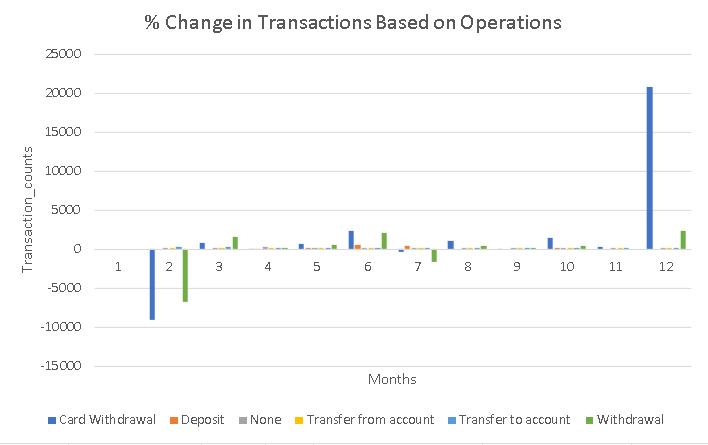 % Change in Transactions Based on Operations
25000
20000
15000
10000
5000
0
-5000
-10000
-15000
Transaction_counts
1 2 3 4 5 6 7 8 9 10 11 12
Months
Card Withdrawal Deposit None Transfer from account Transfer to account Withdrawal